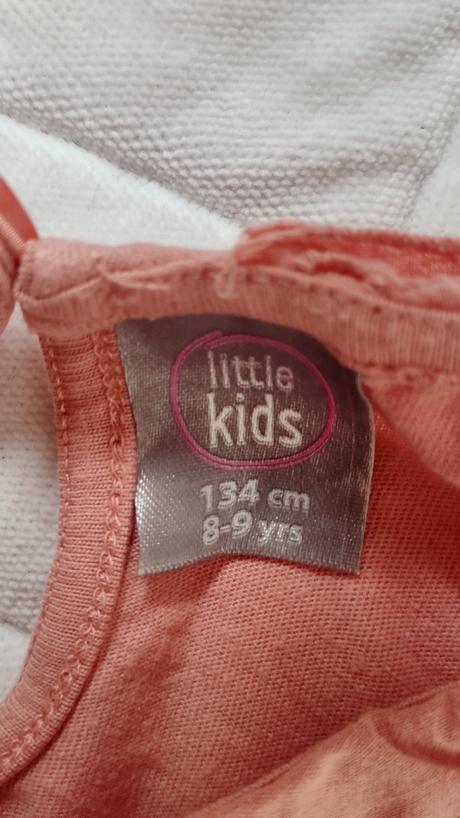 little
kids
134 cm
8-9 yrs